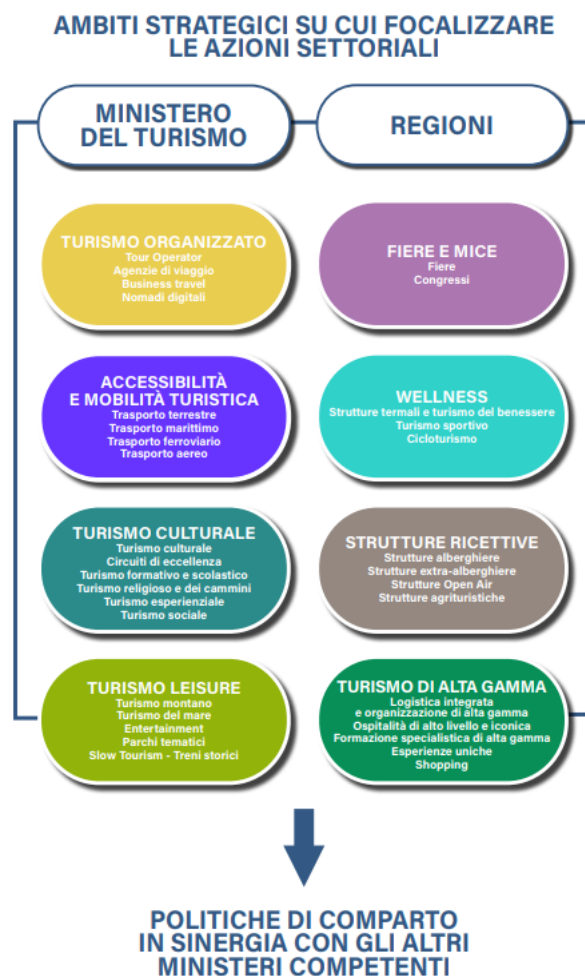 AMBITI STRATEGICI SU CUI FOCALIZZARE
LE AZIONI SETTORIALI
MINISTERO
DEL TURISMO
REGIONI
TURISMO ORGANIZZATO
Tour Operator
Agenzie di viaggio
Business travel
Nomadi digitali
FIERE E MICE
Fiere
Congressi
ACCESSIBILITÀ
E MOBILITÀ TURISTICA
Trasporto terrestre
Trasporto marittimo
Trasporto ferroviario
Trasporto aereo
WELLNESS
Strutture termali e turismo del benessere
Turismo sportivo
Cicloturismo
TURISMO CULTURALE
Turismo culturale
Circuiti di eccellenza
Turismo formativo e scolastico
Turismo religioso e dei cammini
Turismo esperienziale
Turismo sociale
STRUTTURE RICETTIVE
Strutture alberghiere
Strutture extra-alberghiere
Strutture Open Air
Strutture agrituristiche
TURISMO LEISURE
Turismo montano
Turismo del mare
Entertainment
Parchi tematici
Slow Tourism - Treni storici
TURISMO DI ALTA GAMMA
Logistica integrata
e organizzazione di alta gamma
Ospitalità di alto livello e iconica
Formazione specialistica di alta gamma
Esperienze uniche
Shopping
POLITICHE DI COMPARTO
IN SINERGIA CON GLI ALTRI
MINISTERI COMPETENTI